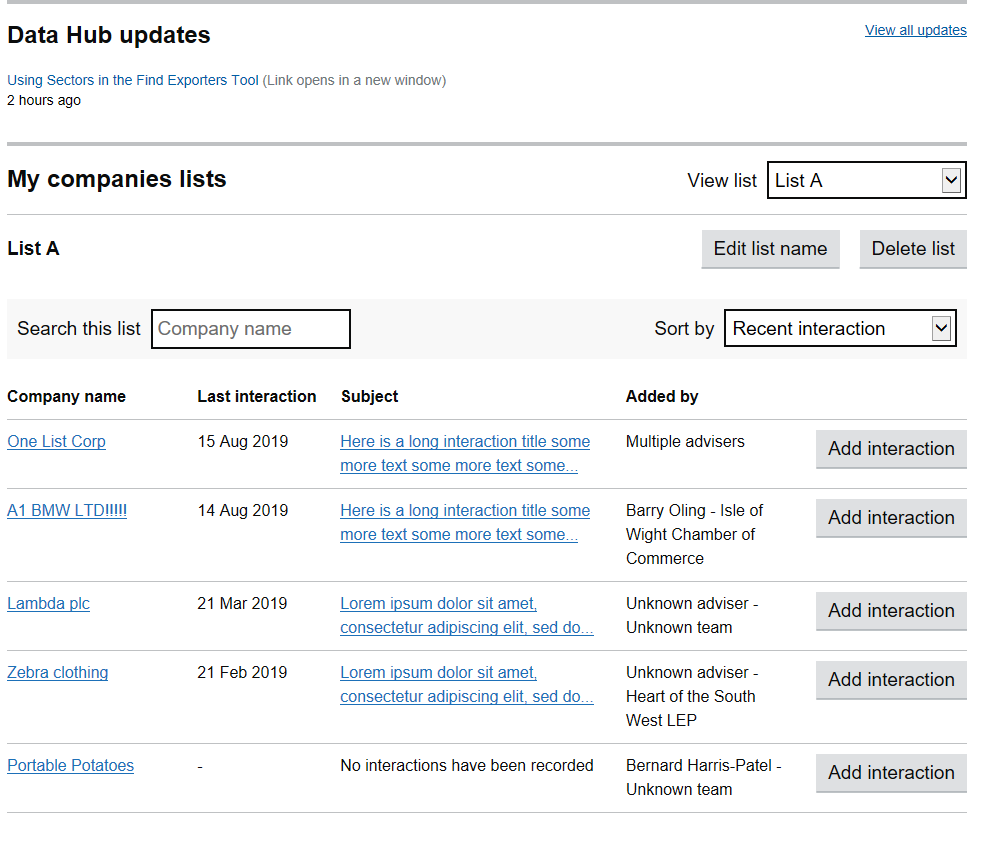 Data Hub updates
View all updates
Using Sectors in the Find Exporters Tool (Link opens in a new window)
2 hours ago
My companies lists
View list
List A
List A
Edit list name
Delete list
Search this list
Company name
Sort by
Recent interaction
Company name Last interaction Subject Added by
One List Corp
15 Aug 2019
Here is a long interaction title some
more text some more text some...
Multiple advisers
Add interaction
A1 BMW LTD!!!!!
14 Aug 2019
Here is a long interaction title some
more text some more text some...
Barry Oling - Isle of
Wight Chamber of
Commerce
Add interaction
Lambda plc
21 Mar 2019
Lorem ipsum dolor sit amet,
consectetur adipiscing elit, sed do...
Unknown adviser -
Unknown team
Add interaction
Zebra clothing
21 Feb 2019
Lorem ipsum dolor sit amet,
consectetur adipiscing elit, sed do...
Unknown adviser -
Heart of the South
West LEP
Add interaction
Portable Potatoes
-
No interactions have been recorded
Bernard Harris-Patel -
Unknown team
Add interaction